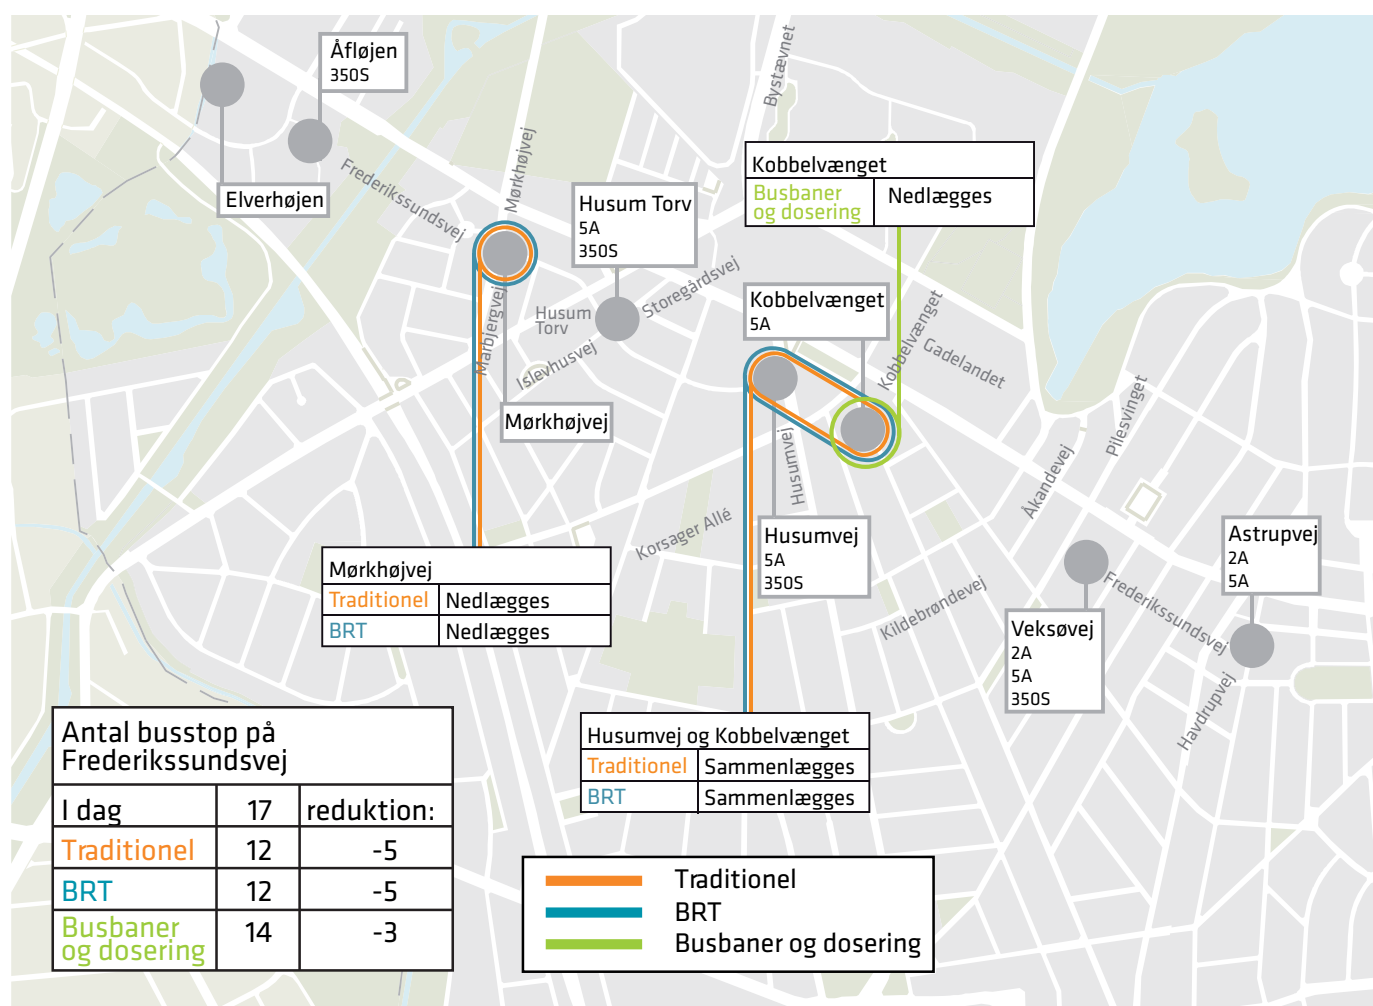 Åfløjen
350S
Elverhøjen
Frederikssundsvej
Mørkhøjvej
Bystævnet
Husum Torv
5A
350S
Kobbelvænget
Busbaner
og dosering
Nedlægges
Storegårdsvej
Husum
Torv
Islevhusvej
Marbjergvej
Mørkhøjvej
Kobbelvænget
5A
Kobbelvænget
Gadelandet
Pilesvinget
Åkandevej
Husumvej
Korsager Allé
Husumvej
5A
350S
Kildebrøndevej
Frederikssundsvej
Havdrupvej
Astrupvej
2A
5A
Veksøvej
2A
5A
350S
Mørkhøjvej
Traditionel Nedlægges
BRT Nedlægges
Husumvej og Kobbelvænget
Traditionel Sammenlægges
BRT Sammenlægges
Antal busstop på
Frederikssundsvej
I dag 17 reduktion:
Traditionel 12 -5
BRT 12 -5
Busbaner
og dosering 14 -3
Traditionel
BRT
Busbaner og dosering